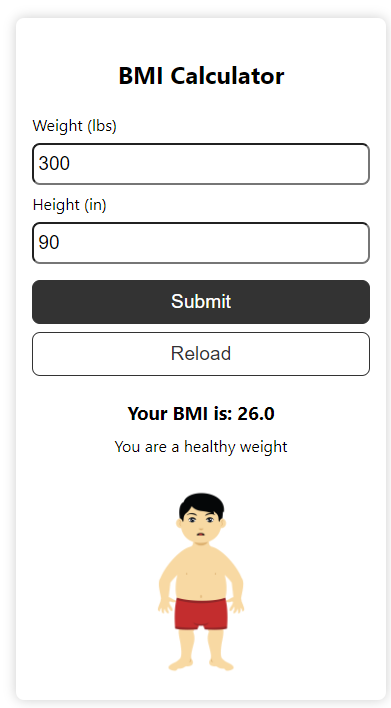 BMI Calculator
Weight (lbs)
300
Height (in)
90
Submit
Reload
Your BMI is: 26.0
You are a healthy weight